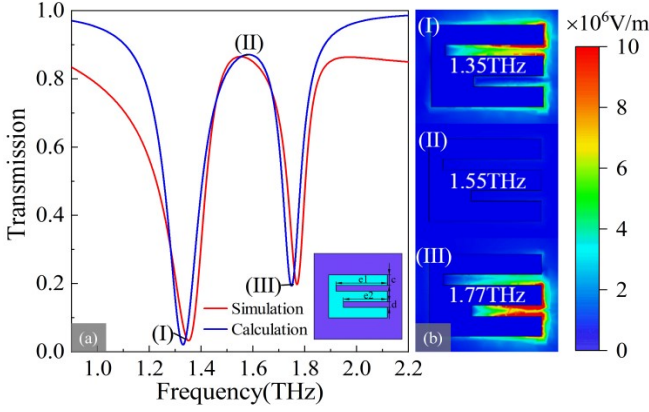 1.0
0.8
0.6
0.4
0.2
0.0
Transmission
(II)
(III)
(I)
Simulation
Calculation
(a)
e1
c
e2
d
1.0
1.2
1.4
1.6
1.8
2.0
2.2
Frequency(THz)
(I)
1.35THz
(II)
1.55THz
(III)
1.77THz
(b)
×10⁶V/m
10
8
6
4
2
0